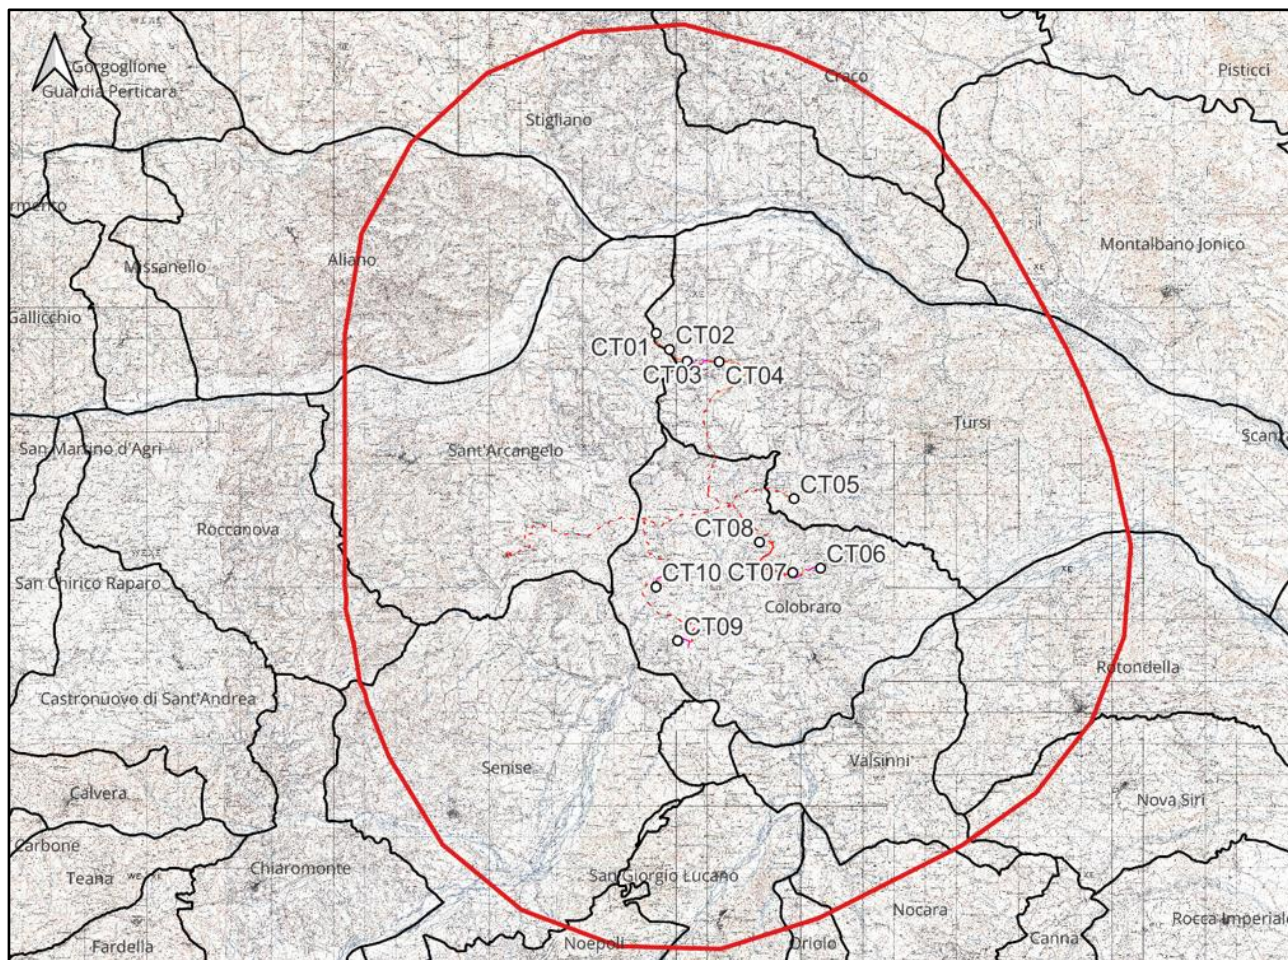 Gorgoglione
Guardia Perticara
Craco
Pisticci
Stigliano
Montalbano Jonico
Aliano
Missanello
Gallicchio
CT01
CT02
CT03
CT04
Tursi
San Martino d'Agri
Sant'Arcangelo
CT05
Roccanova
CT08
San Chirico Raparo
CT10
CT07
CT06
Colobraro
CT09
Rotondella
Castronuovo di Sant'Andrea
Senise
Valsinni
Calvera
Nova Siri
Carbone
Teana
Chiaromonte
San Giorgio Lucano
Nocara
Rocca Imperiale
Fardella
Noepoli
Oriolo
Canna